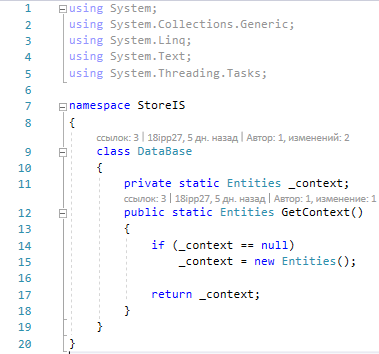 1 using System;
2 using System.Collections.Generic;
3 using System.Linq;
4 using System.Text;
5 using System.Threading.Tasks;
6
7 namespace StoreIS
8 {
ссылок: 3 | 18ipp27, 5 дн. назад | Автор: 1, изменений: 2
9 class DataBase
10 {
11 private static Entities _context;
ссылок: 3 | 18ipp27, 5 дн. назад | Автор: 1, изменение: 1
12 public static Entities GetContext()
13 {
14 if (_context == null)
15 _context = new Entities();
16
17 return _context;
18 }
19 }
20 }